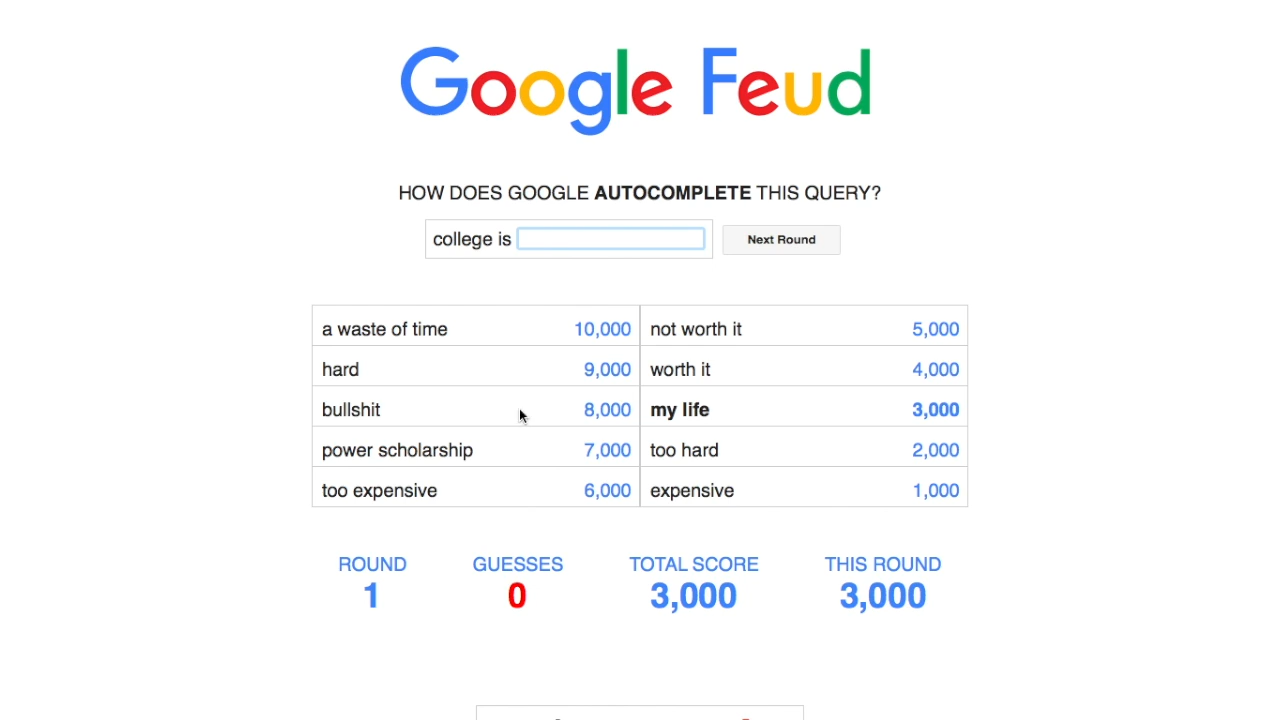 Google Feud
HOW DOES GOOGLE AUTOCOMPLETE THIS QUERY?
college is
Next Round
a waste of time 10,000
hard 9,000
bullshit 8,000
power scholarship 7,000
too expensive 6,000
not worth it 5,000
worth it 4,000
my life 3,000
too hard 2,000
expensive 1,000
ROUND
1
GUESSES
0
TOTAL SCORE
3,000
THIS ROUND
3,000